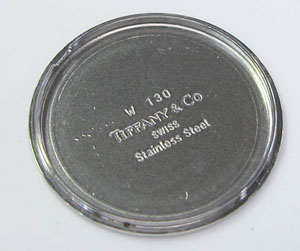 W 130
TIFFANY & Co
SWISS
Stainless Steel